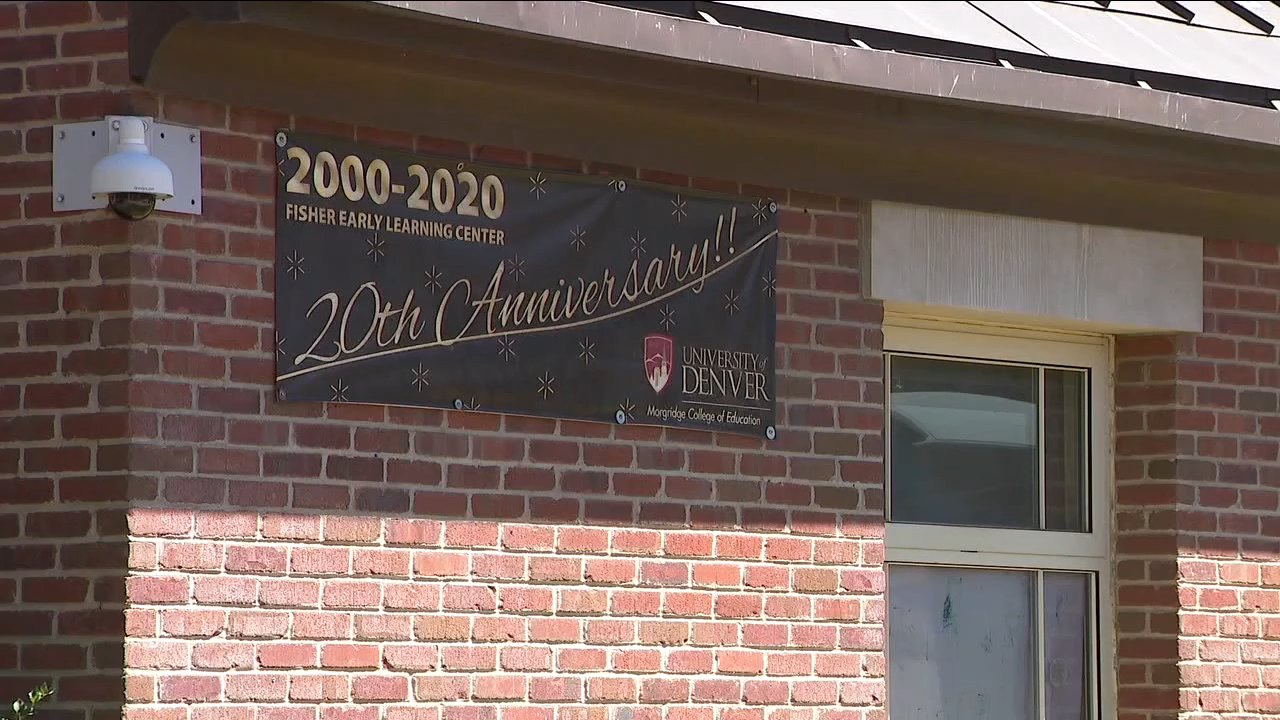 2000-2020
FISHER EARLY LEARNING CENTER
20th Anniversary!!
UNIVERSITY of
DENVER
Morgridge College of Education